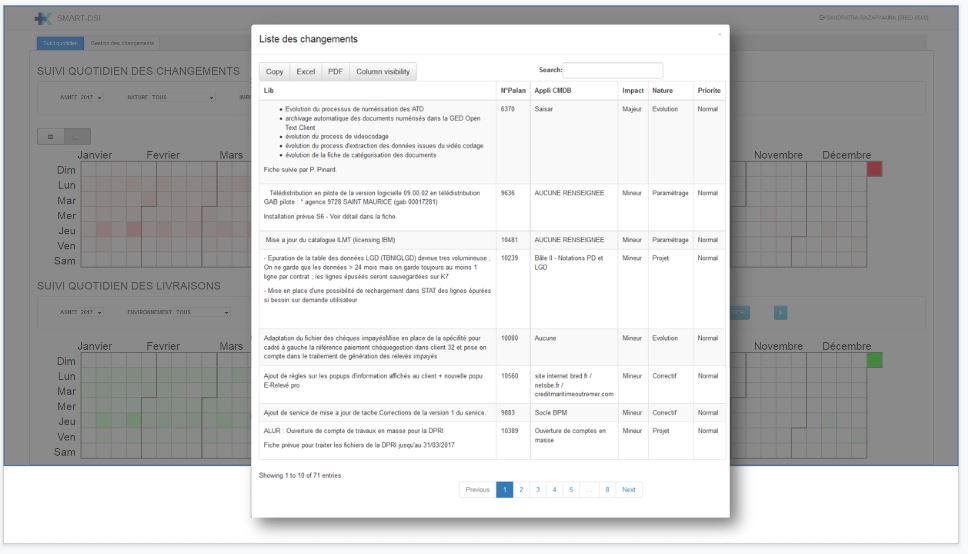 SMART-DSI
Suivi quotidien Gestion des changements
SUIVI QUOTIDIEN DES CHANGEMENTS
ANNEE 2017 NATURE TOUS
Janvier Fevrier Mars Novembre Décembre
Dim
Lun
Mar
Mer
Jeu
Ven
Sam
SUIVI QUOTIDIEN DES LIVRAISONS
ANNEE 2017 ENVIRONNEMENT TOUS
Janvier Fevrier Mars Novembre Décembre
Dim
Lun
Mar
Mer
Jeu
Ven
Sam
Liste des changements
Copy Excel PDF Column visibility Search:
Lib N°Palan Appli CMDB Impact Nature Priorite
• Evolution du processus de numérisation des ATD 6370 Saisar Majeur Evolution Normal
• archivage automatique des documents numérisés dans la GED Open
Text Client
• évolution du process de videocodage
• évolution du process d'extraction des données issues du vidéo codage
• évolution de la fiche de catégorisation des documents
Fiche suivie par P. Pinard.
Télédistribution en pilote de la version logicielle 09.00.02 en télédistribution 9636 AUCUNE RENSEIGNEE Mineur Paramétrage Normal
GAB pilote : * agence 9728 SAINT MAURICE (gab 00017281)
Installation prévue S6 - Voir détail dans la fiche.
Mise a jour du catalogue ILMT (licensing IBM) 10481 AUCUNE RENSEIGNEE Mineur Paramétrage Normal
- Epuration de la table des données LGD (TBNIGLGD) devnue tres volumineuse ; 10239 Bâle II - Notations PD et Mineur Projet Normal
On ne garde que les données > 24 mois mais on garde toujours au moins 1 LGD
ligne par contrat ; les lignes épuséés seront sauvegardées sur K7
- Mise en place d'une possibilité de rechargement dans STAT des lignes épurées
si besoin sur demande utilisateur
Adaptation du fichier des chéques impayésMise en place de la spécifité pour 10080 Aucune Mineur Evolution Normal
cadré à gauche la référence paiement chéquegostion dans client 32 et prise en
compte dans le traitement de génération des relevés impayés
Ajout de règles sur les popups d'information affichés au client + nouvelle popu 10560 site internet bred.fr / Mineur Correctif Normal
E-Relevé pro netsbe.fr /
creditmaritimeoutremer.com
Ajout de service de mise a jour de tache.Corrections de la version 1 du service. 9883 Socle BPM Mineur Correctif Normal
ALUR : Ouverture de compte de travaux en masse pour la DPRI 10389 Ouverture de comptes en Mineur Projet Normal
masse
Fiche prévue pour traiter les fichiers de la DPRI jusqu'au 31/03/2017
Showing 1 to 10 of 71 entries
Previous 1 2 3 4 5 ... 8 Next